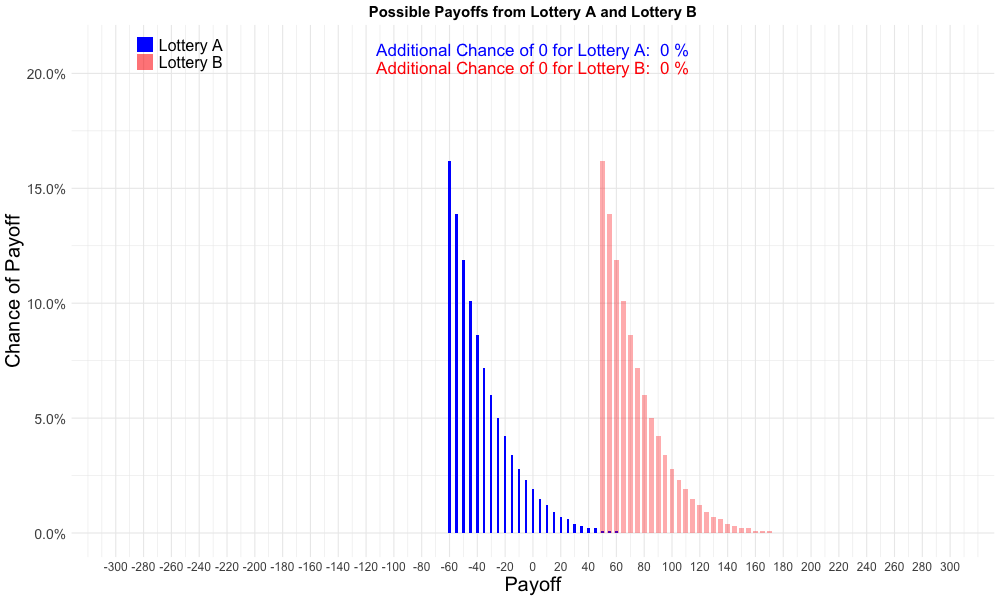 Possible Payoffs from Lottery A and Lottery B
Lottery A
Lottery B
Additional Chance of 0 for Lottery A:  0 %
Additional Chance of 0 for Lottery B:  0 %
20.0%
15.0%
10.0%
5.0%
0.0%
Chance of Payoff
-300 -280 -260 -240 -220 -200 -180 -160 -140 -120 -100 -80 -60 -40 -20 0 20 40 60 80 100 120 140 160 180 200 220 240 260 280 300
Payoff